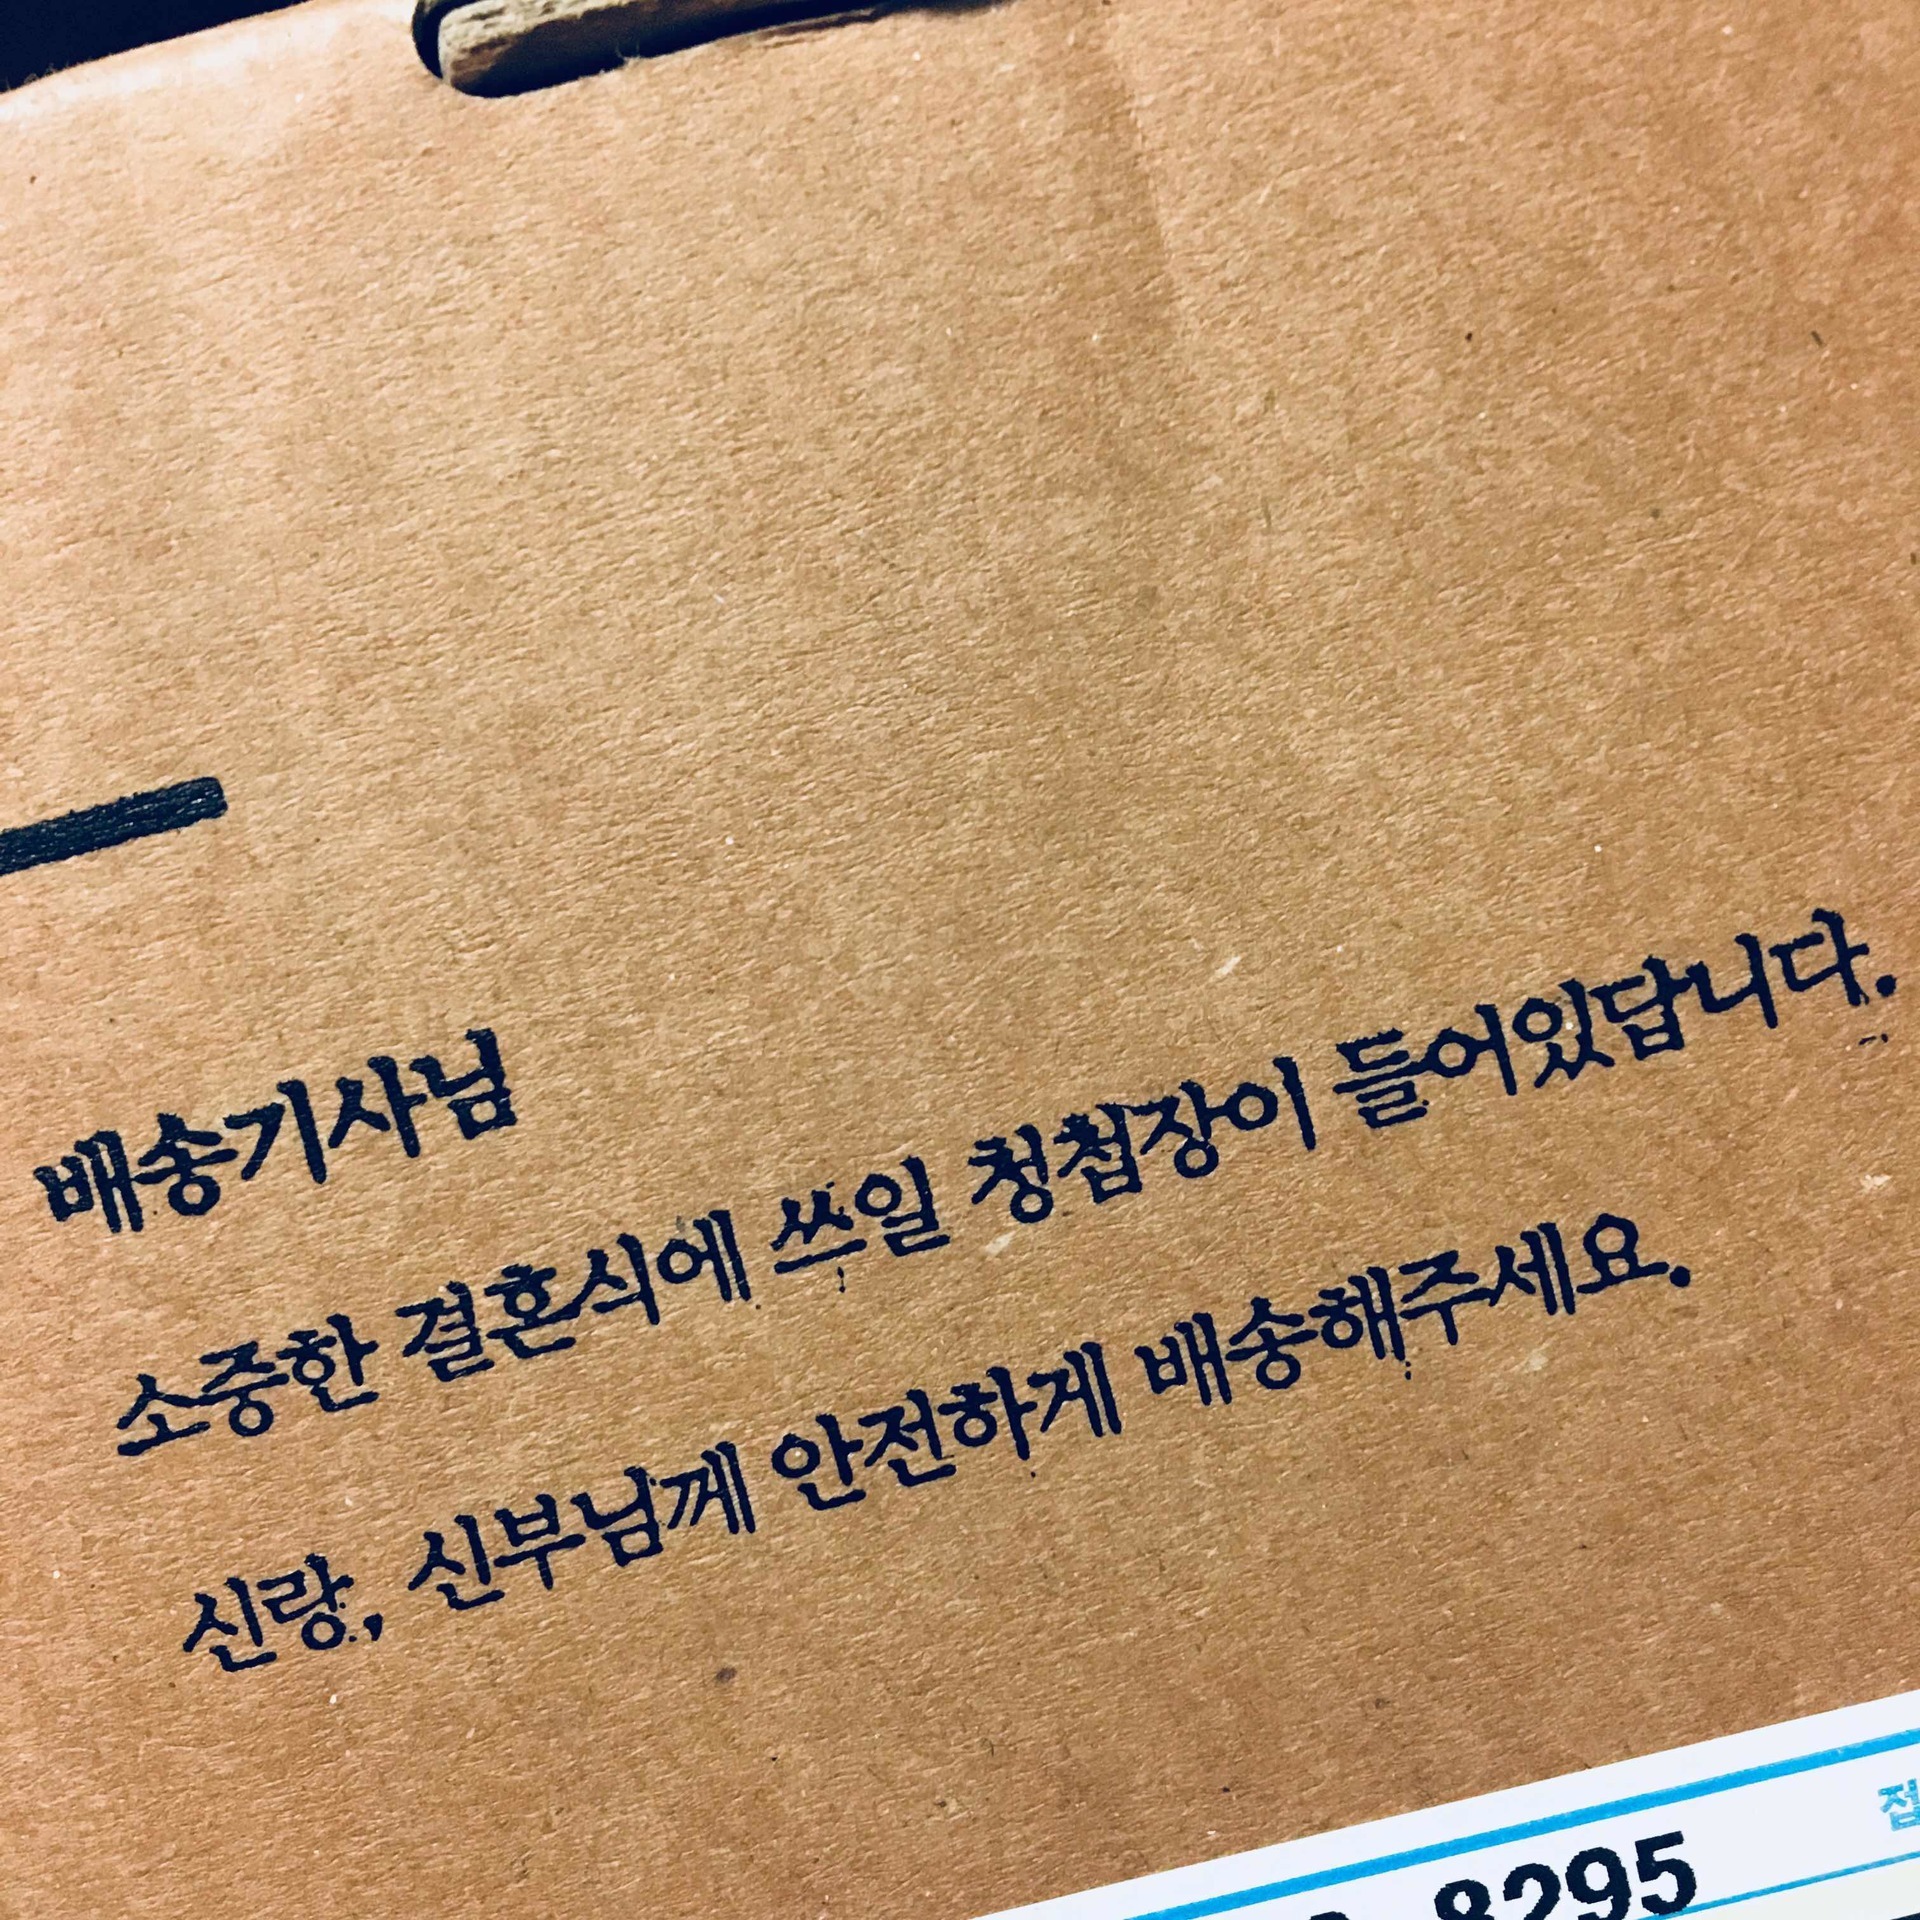 배송기사님
소중한 결혼식에 쓰일 청첩장이 들어있답니다.
신랑, 신부님께 안전하게 배송해주세요.
접
8295